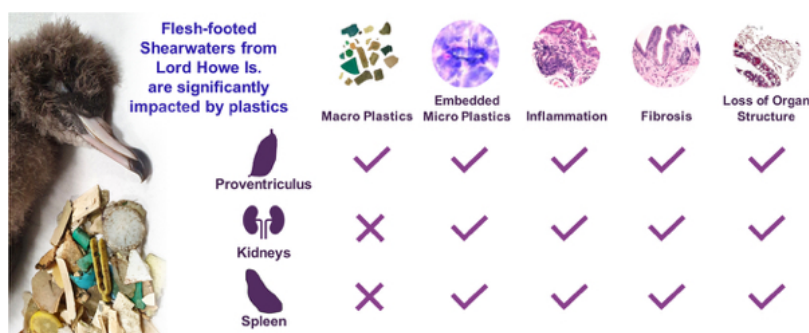 Flesh-footed
Shearwaters from
Lord Howe Is.
are significantly
impacted by plastics
Macro Plastics
Embedded
Micro Plastics
Inflammation
Fibrosis
Loss of Organ
Structure
Proventriculus
Kidneys
Spleen